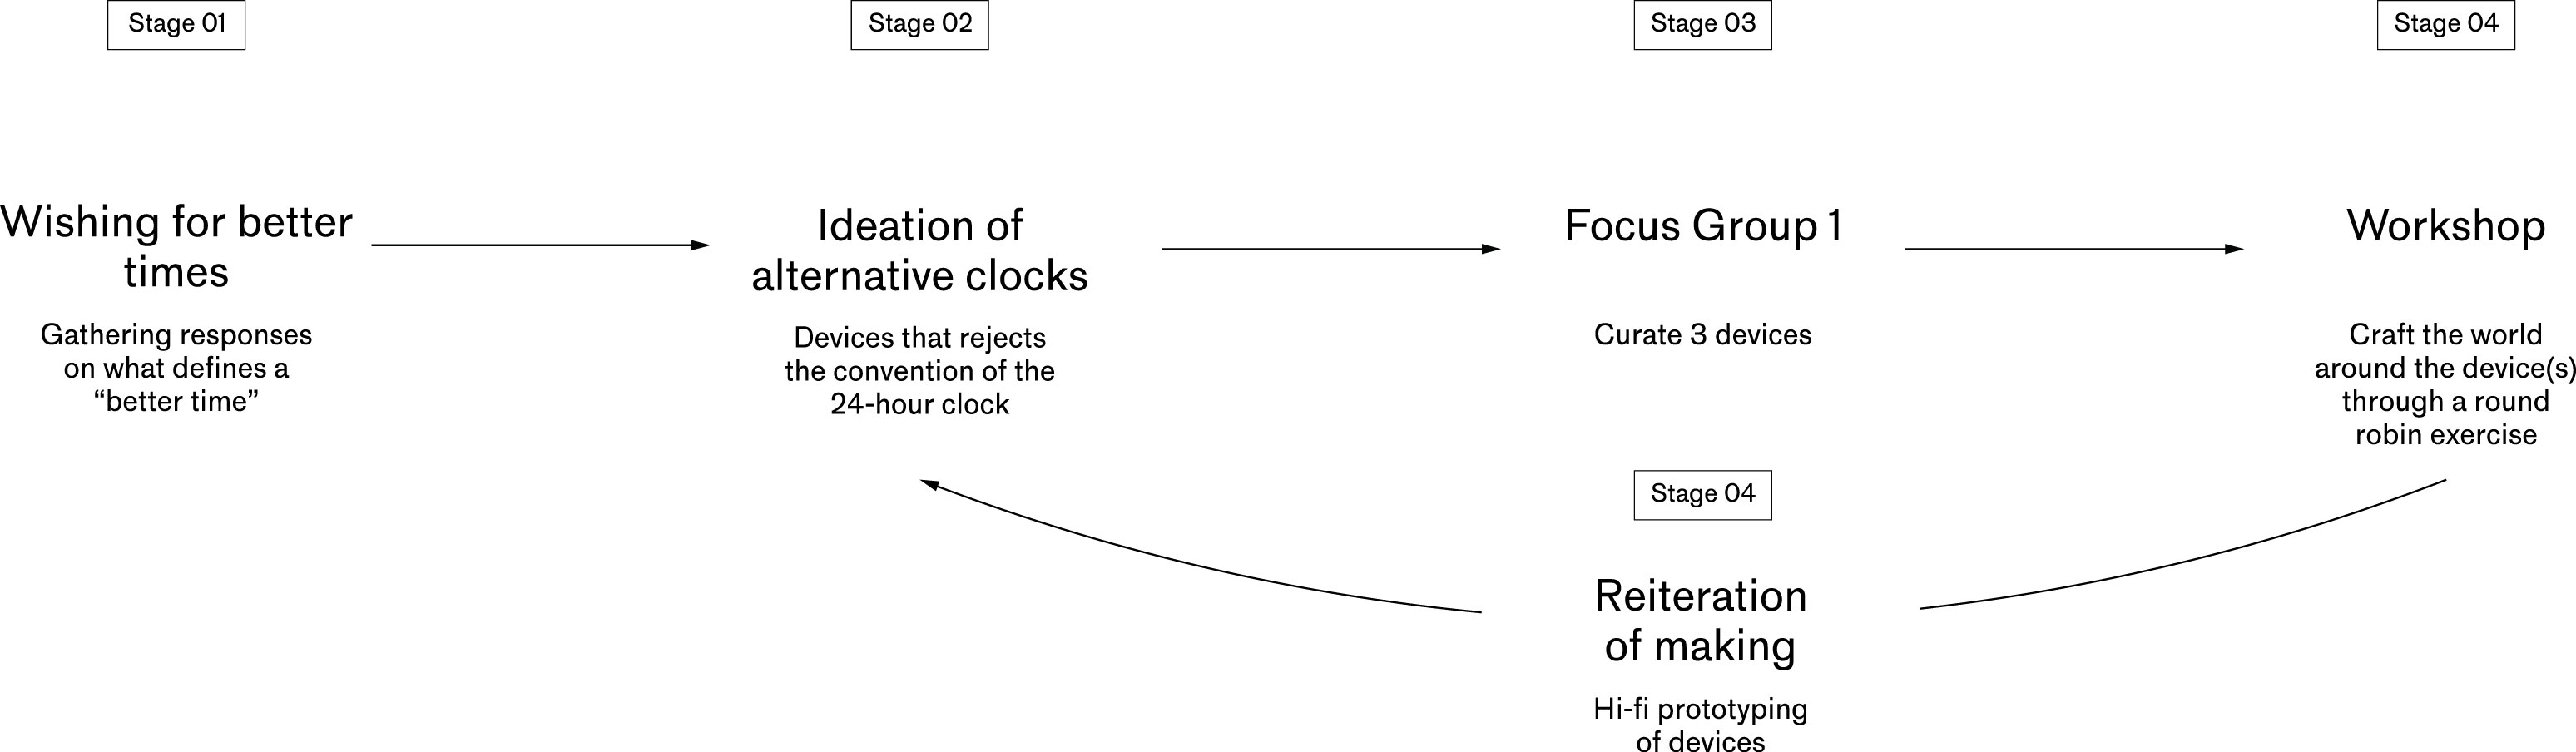 Stage 01
Wishing for better
times
Gathering responses
on what defines a
“better time”
Stage 02
Ideation of
alternative clocks
Devices that rejects
the convention of the
24-hour clock
Stage 03
Focus Group 1
Curate 3 devices
Stage 04
Workshop
Craft the world
around the device(s)
through a round
robin exercise
Stage 04
Reiteration
of making
Hi-fi prototyping
of devices